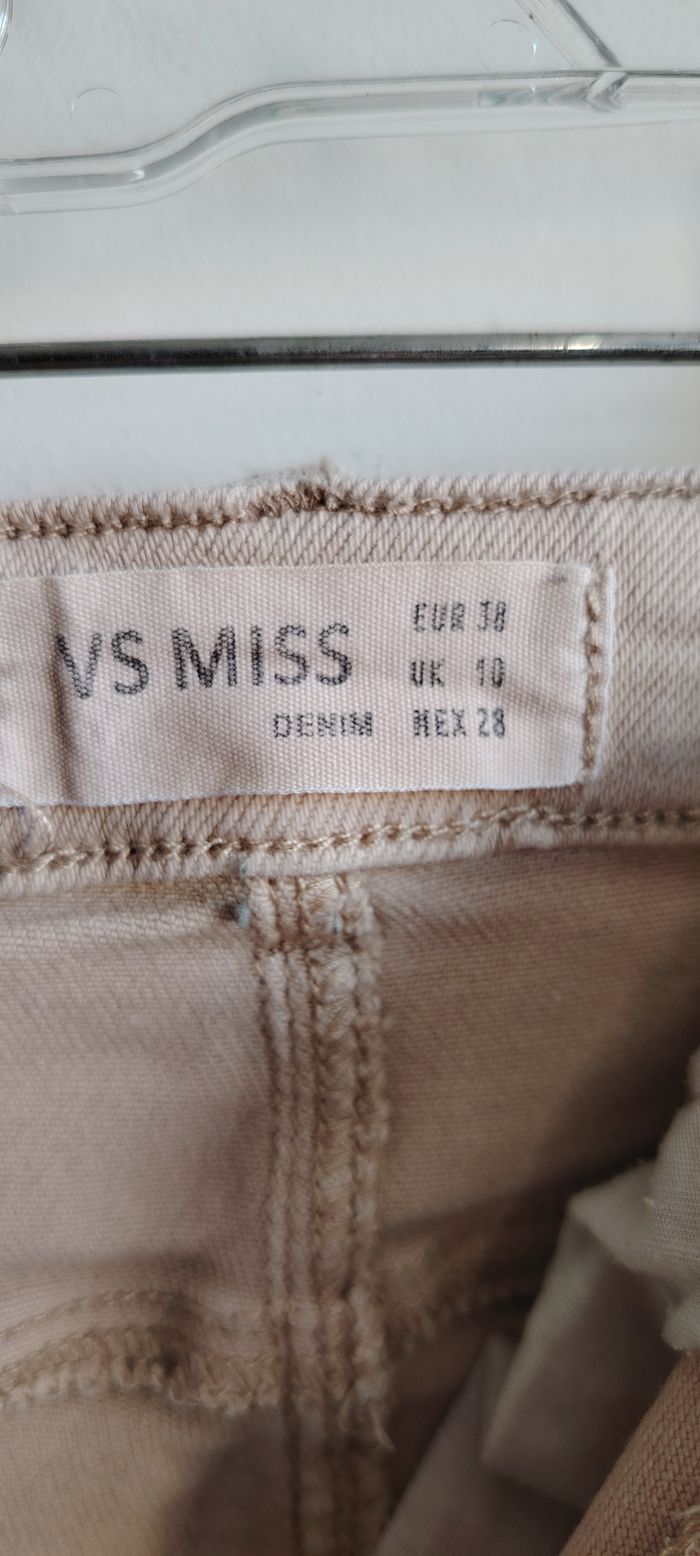 VS MISS
DENIM
EUR 38
UK 10
MEX 28